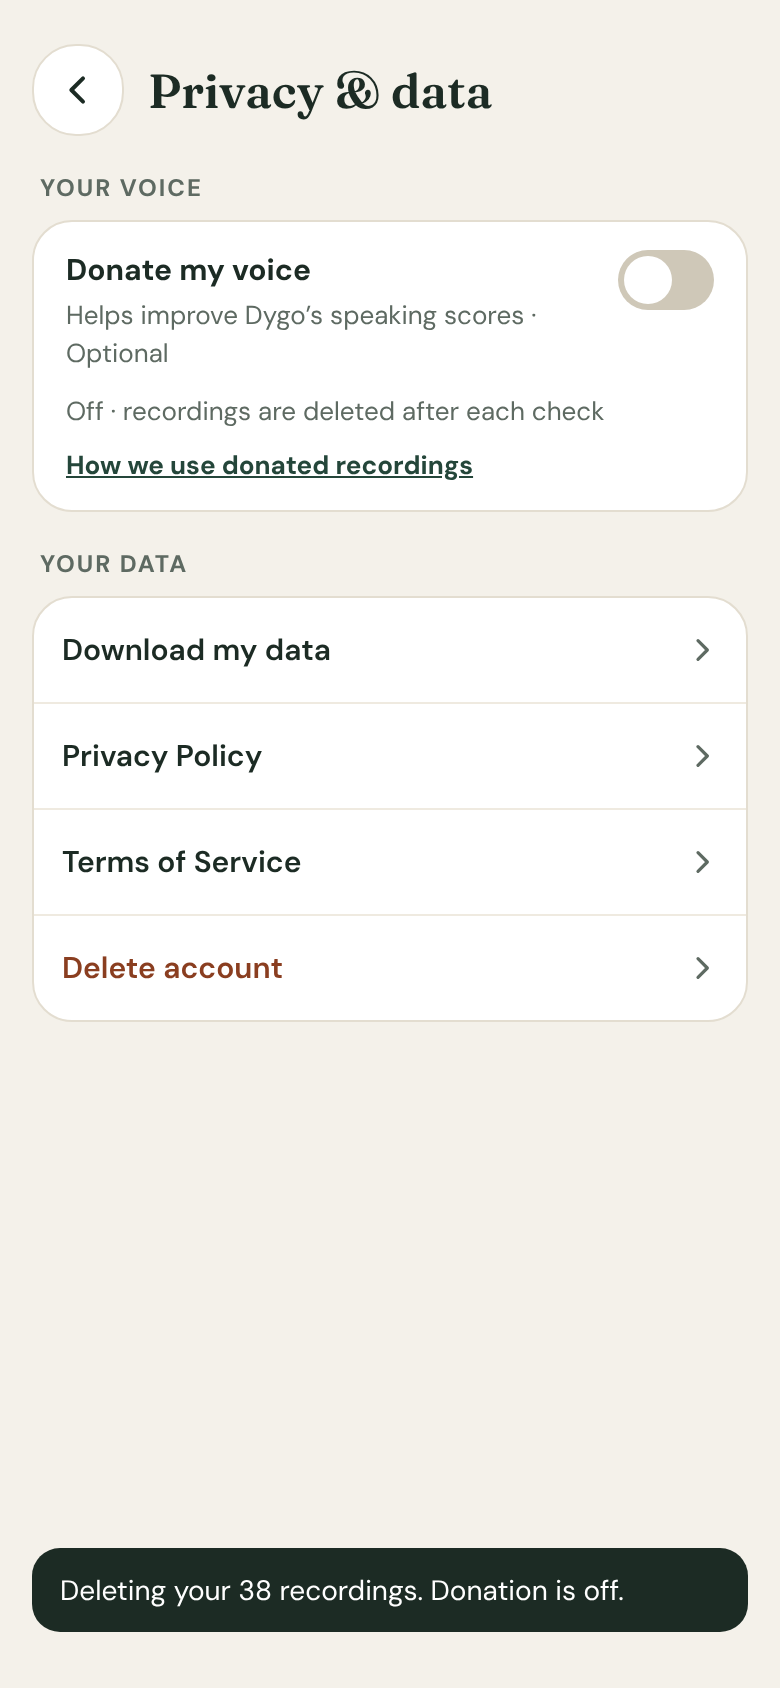 Privacy & data
YOUR VOICE
Donate my voice
Helps improve Dygo’s speaking scores ·
Optional
Off · recordings are deleted after each check
How we use donated recordings
YOUR DATA
Download my data
Privacy Policy
Terms of Service
Delete account
Deleting your 38 recordings. Donation is off.